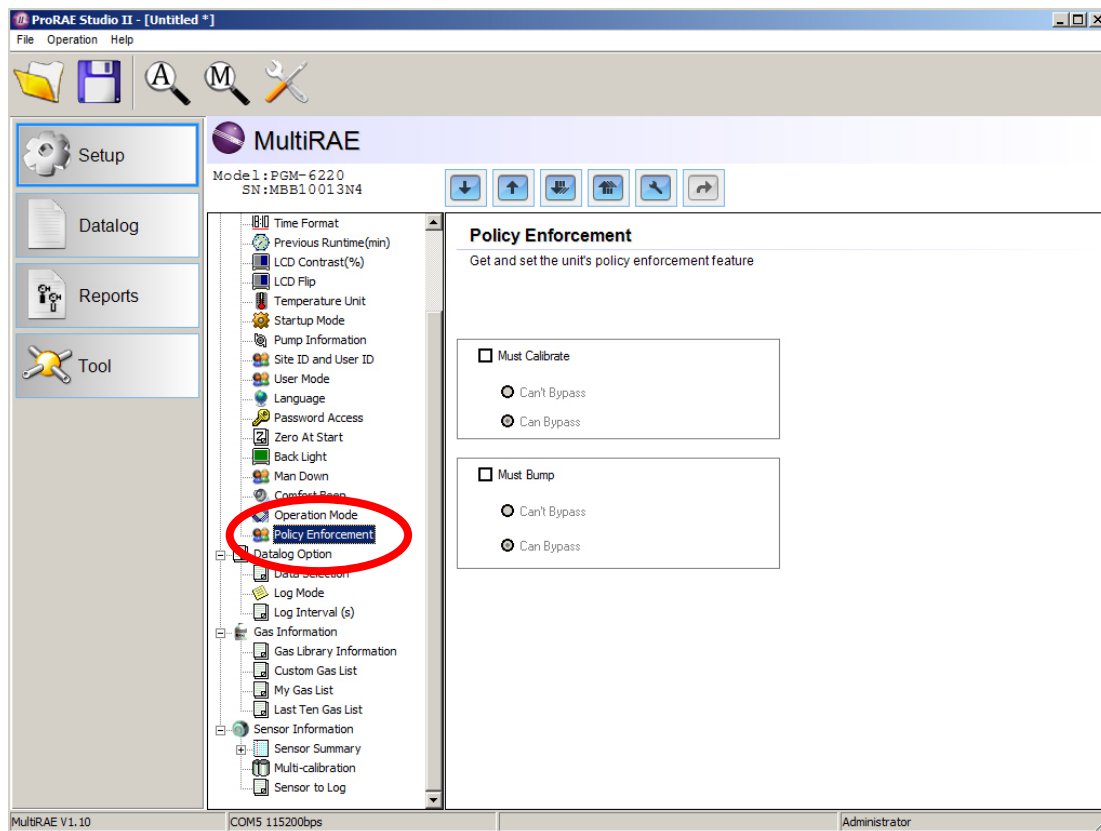 ProRAE Studio II - [Untitled *]
File Operation Help
A M
Setup
Datalog
Reports
Tool
MultiRAE
Model:PGM-6220
SN:MBB10013N4
Time Format
Previous Runtime(min)
LCD Contrast(%)
LCD Flip
Temperature Unit
Startup Mode
Pump Information
Site ID and User ID
User Mode
Language
Password Access
Zero At Start
Back Light
Man Down
Comfort Beep
Operation Mode
Policy Enforcement
Datalog Option
Data Selection
Log Mode
Log Interval (s)
Gas Information
Gas Library Information
Custom Gas List
My Gas List
Last Ten Gas List
Sensor Information
Sensor Summary
Multi-calibration
Sensor to Log
Policy Enforcement
Get and set the unit's policy enforcement feature
Must Calibrate
Can't Bypass
Can Bypass
Must Bump
Can't Bypass
Can Bypass
MultiRAE V1.10 COM5 115200bps Administrator